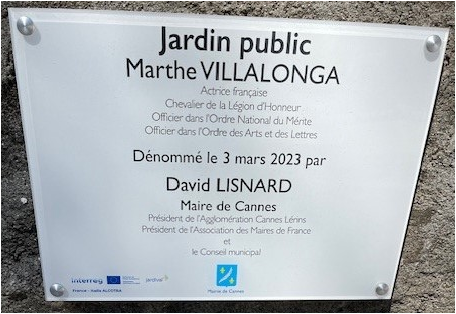 Jardin public
Marthe VILLALONGA
Actrice française
Chevalier de la Légion d'Honneur
Officier dans l'Ordre National du Mérite
Officier dans l'Ordre des Arts et des Lettres
Dénommé le 3 mars 2023 par
David LISNARD
Maire de Cannes
Président de l'Agglomération Cannes Lérins
Président de l'Association des Maires de France
et
le Conseil municipal
interreg
France - Italia ALCOTRA
Mairie de Cannes